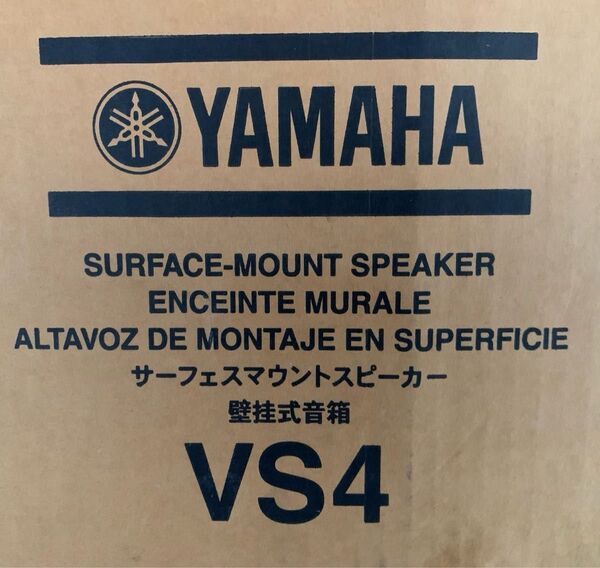 YAMAHA
SURFACE-MOUNT SPEAKER
ENCEINTE MURALE
ALTAVOZ DE MONTAJE EN SUPERFICIE
サーフェスマウントスピーカー
壁挂式音箱
VS4